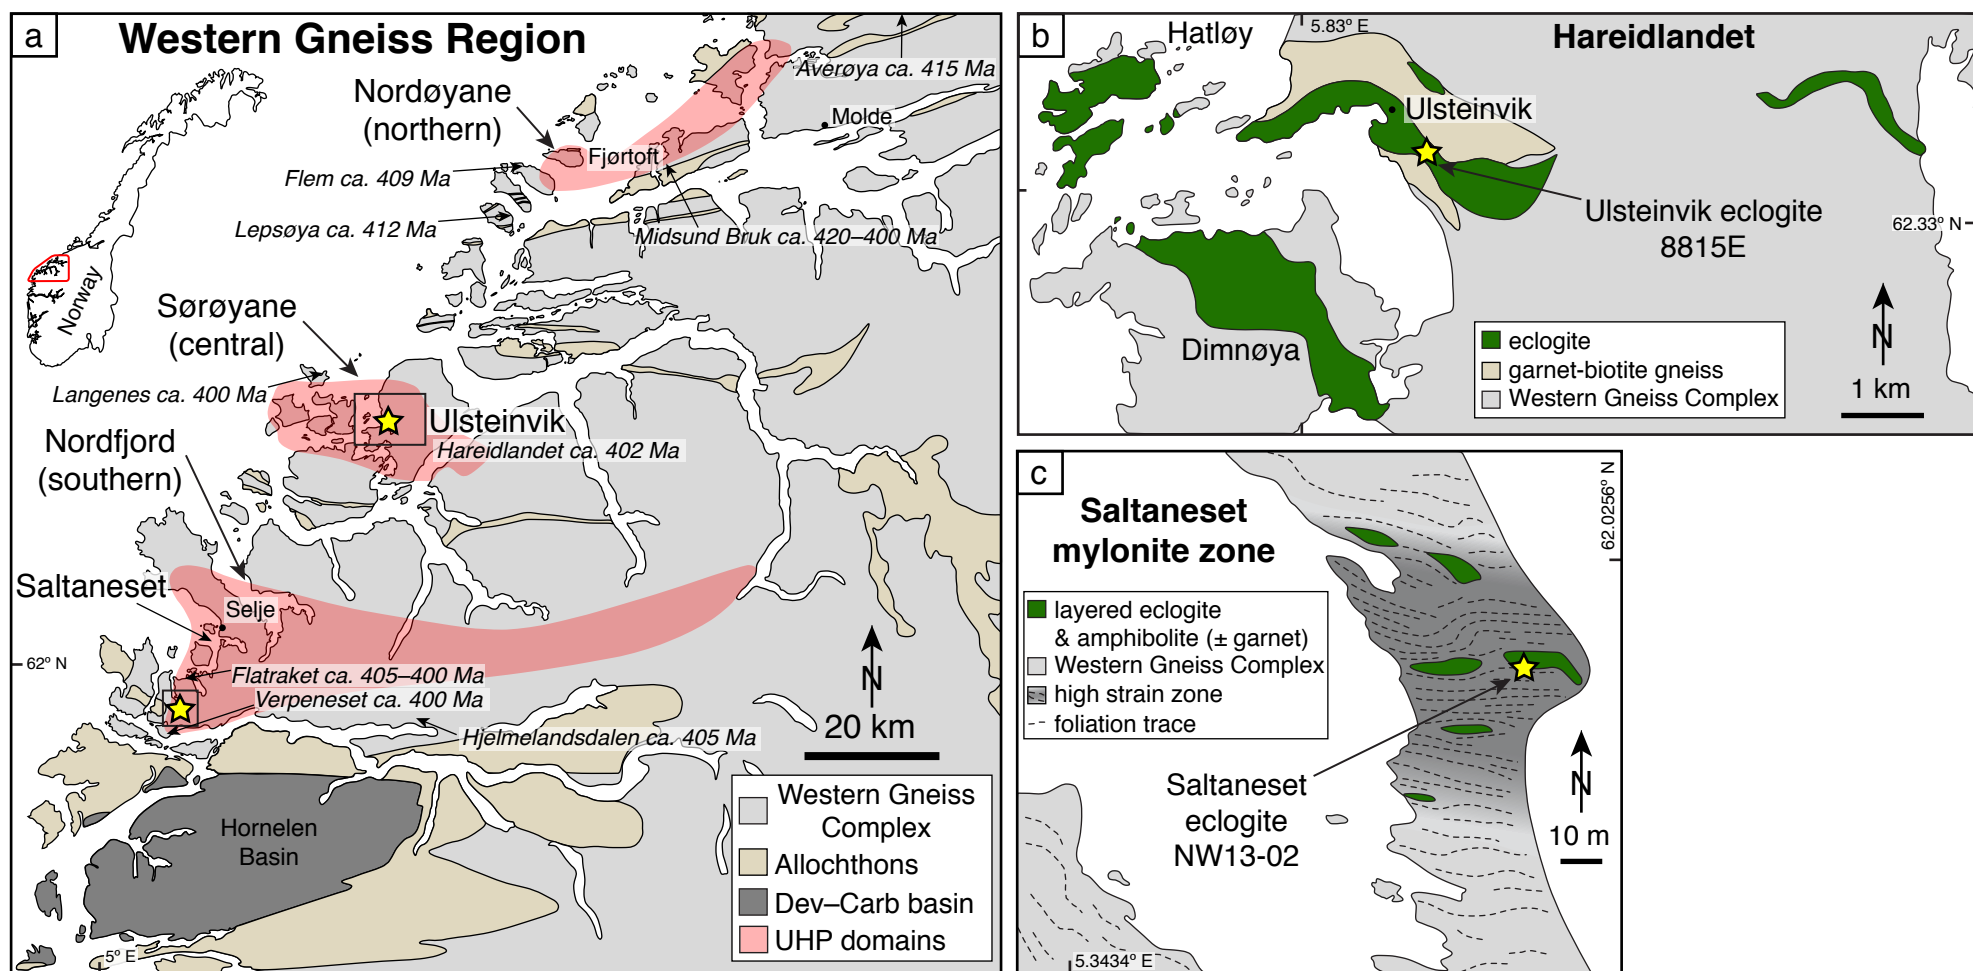 a
Western Gneiss Region
Norway
Nordøyane
(northern)
Averøya ca. 415 Ma
Molde
Fjørtoft
Flem ca. 409 Ma
Lepsøya ca. 412 Ma
Midsund Bruk ca. 420–400 Ma
Sørøyane
(central)
Langenes ca. 400 Ma
Ulsteinvik
Hareidlandet ca. 402 Ma
Nordfjord
(southern)
Saltaneset
Selje
62° N
Flatraket ca. 405–400 Ma
Verpeneset ca. 400 Ma
Hjelmelandsdalen ca. 405 Ma
N
20 km
Hornelen
Basin
5° E
Western Gneiss
Complex
Allochthons
Dev–Carb basin
UHP domains
b
Hatløy
5.83° E
Hareidlandet
Ulsteinvik
Ulsteinvik eclogite
8815E
62.33° N
Dimnøya
eclogite
garnet-biotite gneiss
Western Gneiss Complex
N
1 km
c
Saltaneset
mylonite zone
62.0256° N
layered eclogite
& amphibolite (± garnet)
Western Gneiss Complex
high strain zone
foliation trace
Saltaneset
eclogite
NW13-02
N
10 m
5.3434° E